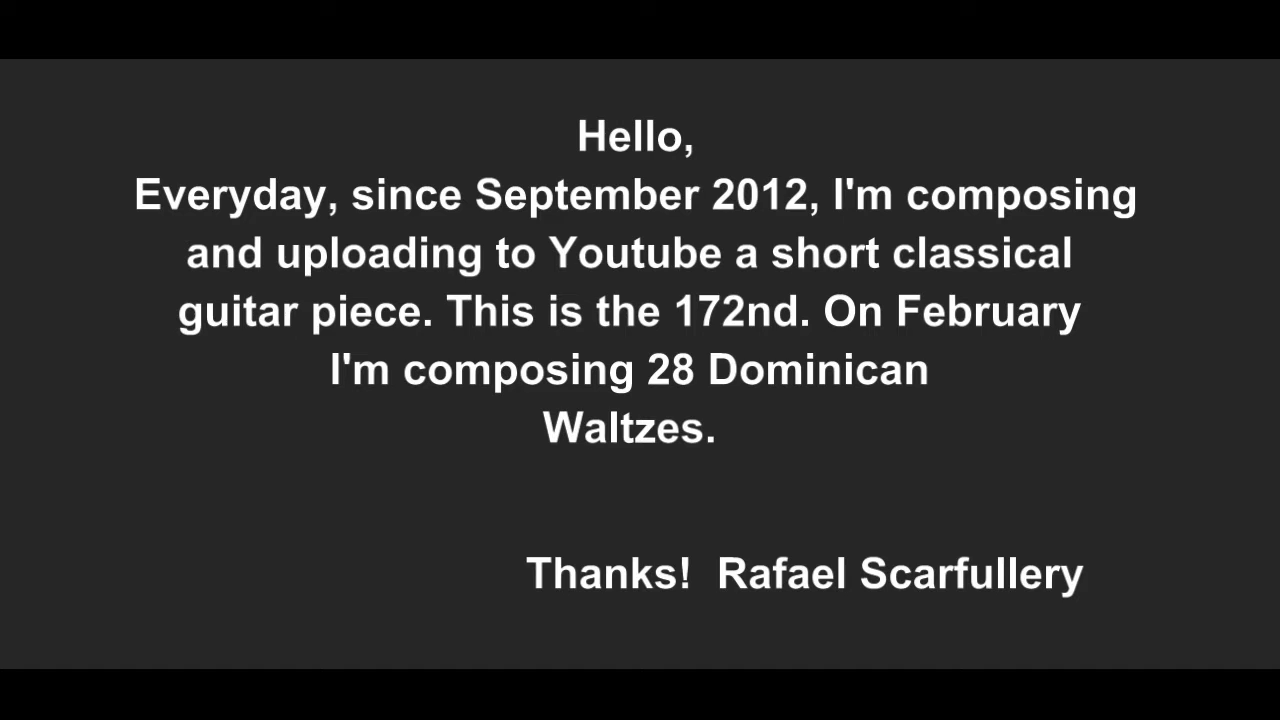 Hello,
Everyday, since September 2012, I'm composing
and uploading to Youtube a short classical
guitar piece. This is the 172nd. On February
I'm composing 28 Dominican
Waltzes.
Thanks!  Rafael Scarfullery